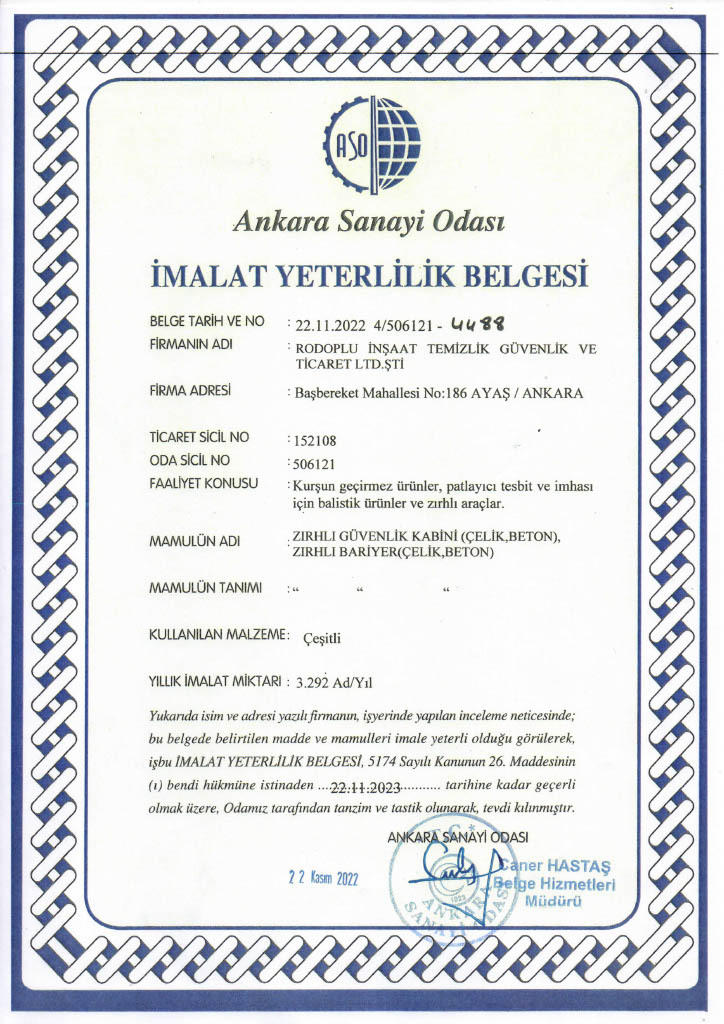 ASO
Ankara Sanayi Odası
İMALAT YETERLİLİK BELGESİ
BELGE TARİH VE NO : 22.11.2022 4/506121 - 4488
FİRMANIN ADI : RODOPLU İNŞAAT TEMİZLİK GÜVENLİK VE
TİCARET LTD.ŞTİ
FİRMA ADRESİ : Başbereket Mahallesi No:186 AYAŞ / ANKARA
TİCARET SİCİL NO : 152108
ODA SİCİL NO : 506121
FAALİYET KONUSU : Kurşun geçirmez ürünler, patlayıcı tesbit ve imhası
için balistik ürünler ve zırhlı araçlar.
MAMULÜN ADI : ZIRHLI GÜVENLİK KABİNİ (ÇELİK,BETON),
ZIRHLI BARİYER(ÇELİK,BETON)
MAMULÜN TANIMI : “ “ “
KULLANILAN MALZEME : Çeşitli
YILLIK İMALAT MİKTARI : 3.292 Ad/Yıl
Yukarıda isim ve adresi yazılı firmanın, işyerinde yapılan inceleme neticesinde;
bu belgede belirtilen madde ve mamulleri imale yeterli olduğu görülerek,
işbu İMALAT YETERLİLİK BELGESİ, 5174 Sayılı Kanunun 26. Maddesinin
(ı) bendi hükmüne istinaden ...22.11.2023........... tarihine kadar geçerli
olmak üzere, Odamız tarafından tanzim ve tastik olunarak, tevdi kılınmıştır.
ANKARA SANAYİ ODASI
22 Kasım 2022
Caner HASTAŞ
Belge Hizmetleri
Müdürü
T.C.
1923
ANKARA
SANAYİ ODASI